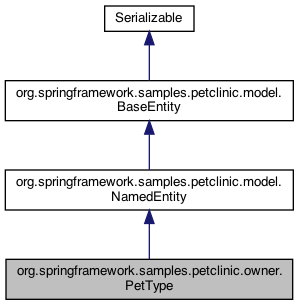 Serializable
org.springframework.samples.petclinic.model.
BaseEntity
org.springframework.samples.petclinic.model.
NamedEntity
org.springframework.samples.petclinic.owner.
PetType